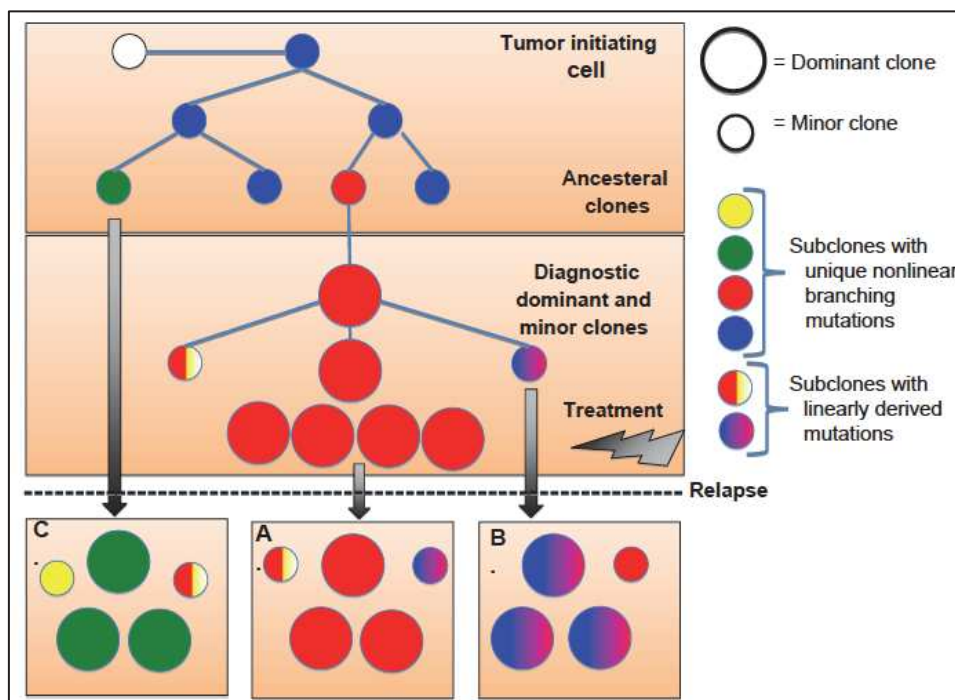 Tumor initiating
cell
Ancesteral
clones
Diagnostic
dominant and
minor clones
Treatment
Relapse
C
A
B
= Dominant clone
= Minor clone
Subclones with
unique nonlinear
branching
mutations
Subclones with
linearly derived
mutations